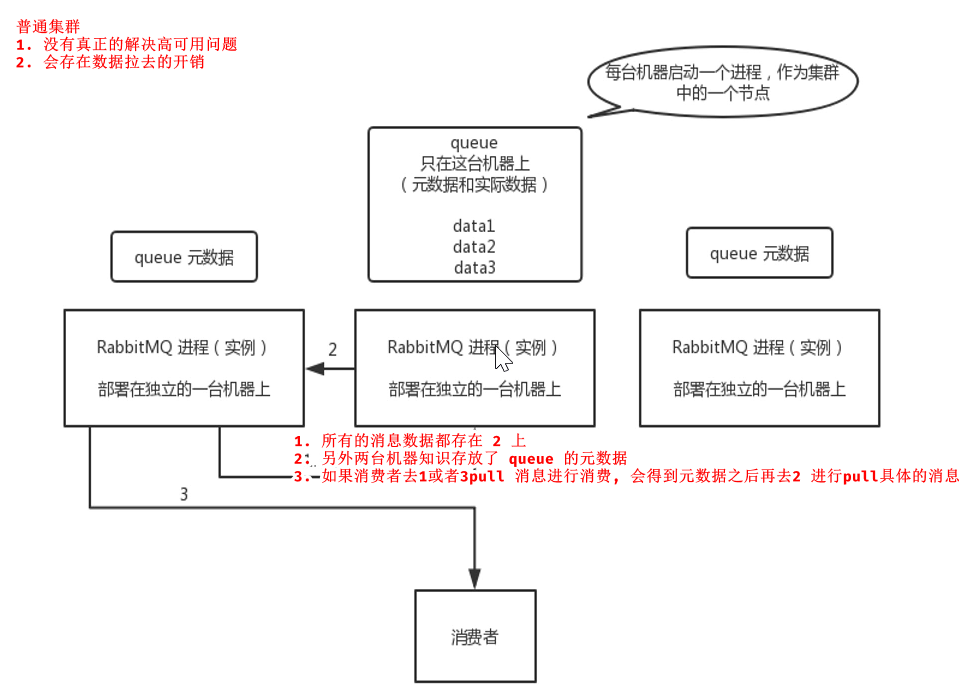 普通集群
1. 没有真正的解决高可用问题
2. 会存在数据拉去的开销
每台机器启动一个进程，作为集群
中的一个节点
queue
只在这台机器上
（元数据和实际数据）
data1
data2
data3
queue 元数据
queue 元数据
RabbitMQ 进程（实例）
部署在独立的一台机器上
2
RabbitMQ 进程（实例）
部署在独立的一台机器上
RabbitMQ 进程（实例）
部署在独立的一台机器上
1. 所有的消息数据都存在 2 上
2: 另外两台机器知识存放了 queue 的元数据
3. 如果消费者去1或者3pull 消息进行消费, 会得到元数据之后再去2 进行pull具体的消息
3
消费者